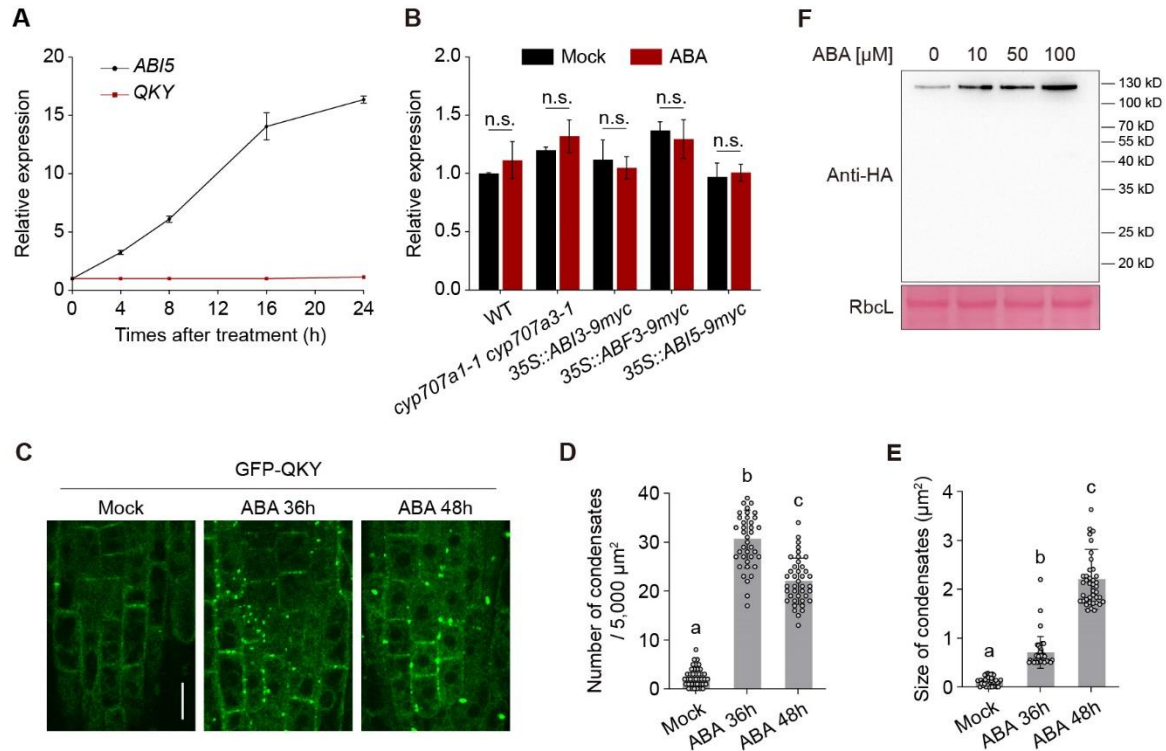 A
Relative expression
20
15
10
5
0
ABI5
QKY
0 4 8 12 16 20 24
Times after treatment (h)
B
Relative expression
2.0
1.5
1.0
0.5
0.0
Mock ABA
n.s. n.s. n.s. n.s. n.s.
WT
cyp707a1-1 cyp707a3-1
35S::ABI3-9myc
35S::ABF3-9myc
35S::ABI5-9myc
F
ABA [μM] 0 10 50 100
130 kD
100 kD
70 kD
55 kD
40 kD
35 kD
25 kD
20 kD
Anti-HA
RbcL
C
GFP-QKY
Mock ABA 36h ABA 48h
D
Number of condensates
/ 5,000 μm²
40
30
20
10
0
a b c
Mock
ABA 36h
ABA 48h
E
Size of condensates (μm²)
4
3
2
1
0
a b c
Mock
ABA 36h
ABA 48h